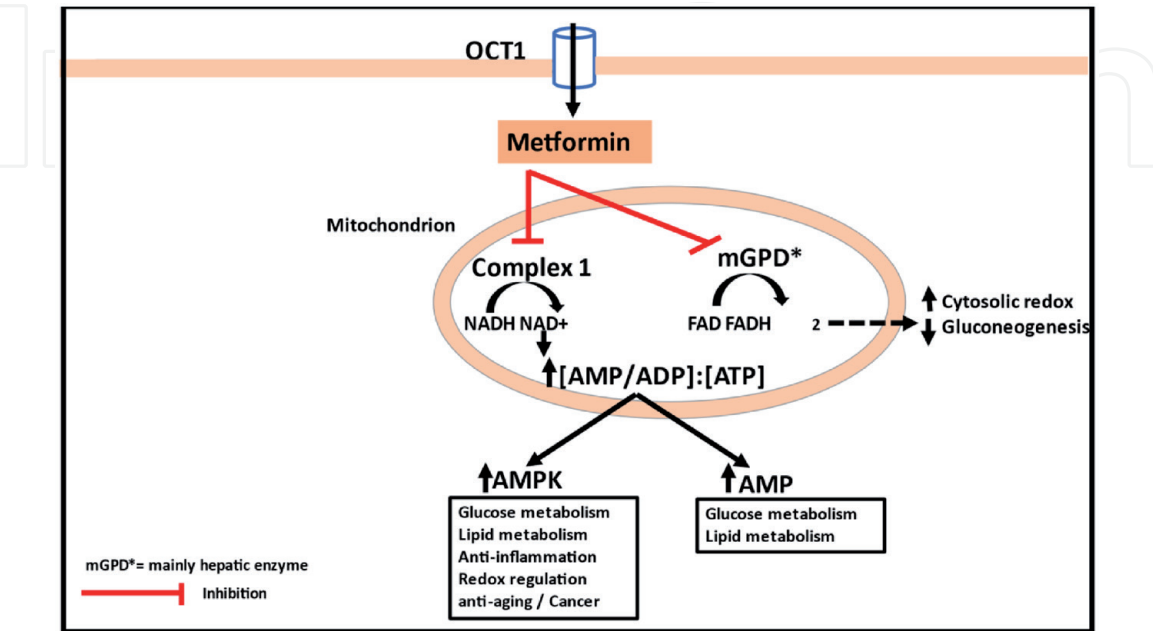 OCT1
Metformin
Mitochondrion
Complex 1
mGPD*
NADH NAD+
FAD FADH 2
Cytosolic redox
Gluconeogenesis
[AMP/ADP]:[ATP]
AMPK
Glucose metabolism
Lipid metabolism
Anti-inflammation
Redox regulation
anti-aging / Cancer
AMP
Glucose metabolism
Lipid metabolism
mGPD*= mainly hepatic enzyme
Inhibition